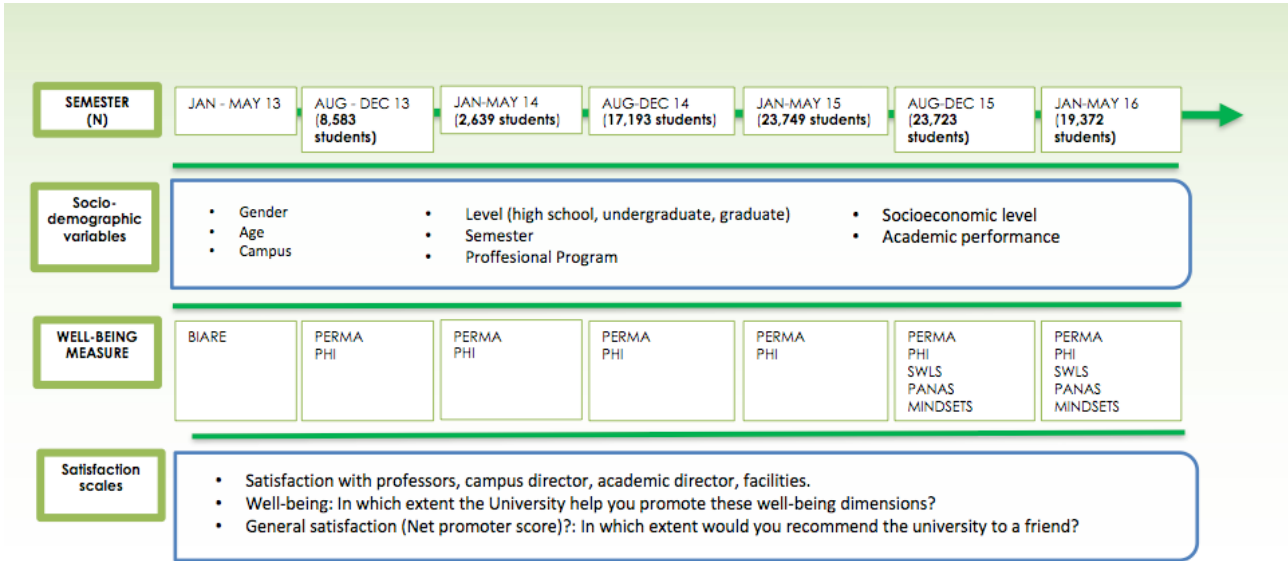 SEMESTER
(N)
JAN - MAY 13
AUG - DEC 13
(8,583
students)
JAN-MAY 14
(2,639 students)
AUG-DEC 14
(17,193 students)
JAN-MAY 15
(23,749 students)
AUG-DEC 15
(23,723
students)
JAN-MAY 16
(19,372
students)
Socio-
demographic
variables
• Gender
• Age
• Campus
• Level (high school, undergraduate, graduate)
• Semester
• Proffesional Program
• Socioeconomic level
• Academic performance
WELL-BEING
MEASURE
BIARE
PERMA
PHI
PERMA
PHI
PERMA
PHI
PERMA
PHI
PERMA
PHI
SWLS
PANAS
MINDSETS
PERMA
PHI
SWLS
PANAS
MINDSETS
Satisfaction
scales
• Satisfaction with professors, campus director, academic director, facilities.
• Well-being: In which extent the University help you promote these well-being dimensions?
• General satisfaction (Net promoter score)?: In which extent would you recommend the university to a friend?